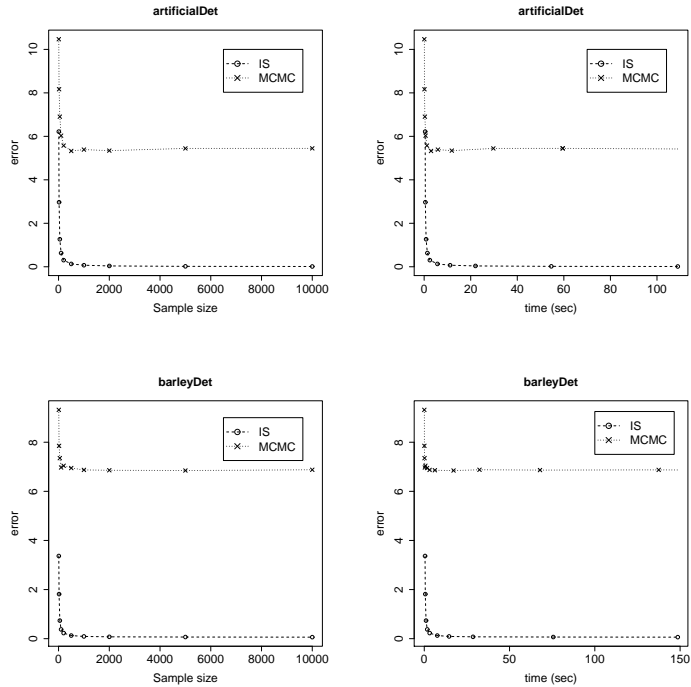 artificialDet
error
10
8
6
4
2
0
IS
MCMC
0 2000 4000 6000 8000 10000
Sample size
artificialDet
error
10
8
6
4
2
0
IS
MCMC
0 20 40 60 80 100
time (sec)
barleyDet
error
8
6
4
2
0
IS
MCMC
0 2000 4000 6000 8000 10000
Sample size
barleyDet
error
8
6
4
2
0
IS
MCMC
0 50 100 150
time (sec)